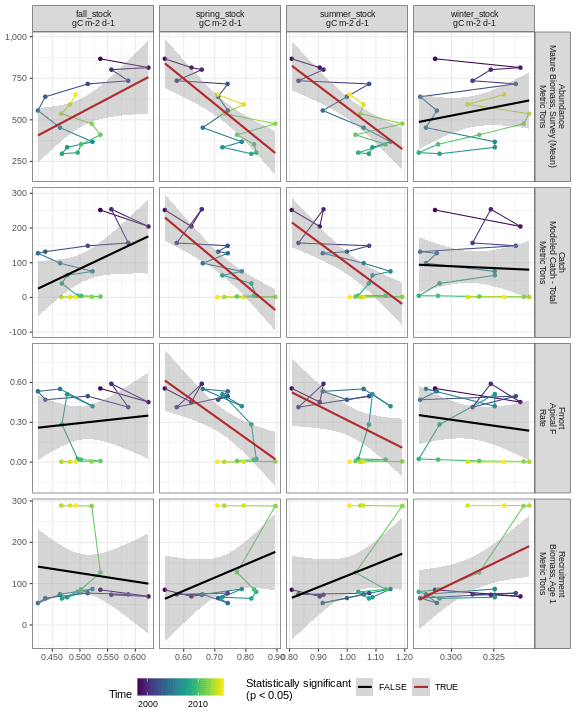 fall_stock
gC m-2 d-1
spring_stock
gC m-2 d-1
summer_stock
gC m-2 d-1
winter_stock
gC m-2 d-1
1,000
750
500
250
Abundance
Mature Biomass, Survey (Mean)
Metric Tons
300
200
100
0
-100
Catch
Modeled Catch - Total
Metric Tons
0.60
0.30
0.00
Fmort
Apical F
Rate
300
200
100
0
Recruitment
Biomass, Age 1
Metric Tons
0.450 0.500 0.550 0.600 0.60 0.70 0.80 0.90 0.80 0.90 1.00 1.10 1.20 0.300 0.325
Time
2000 2010
Statistically significant
(p < 0.05)
FALSE TRUE